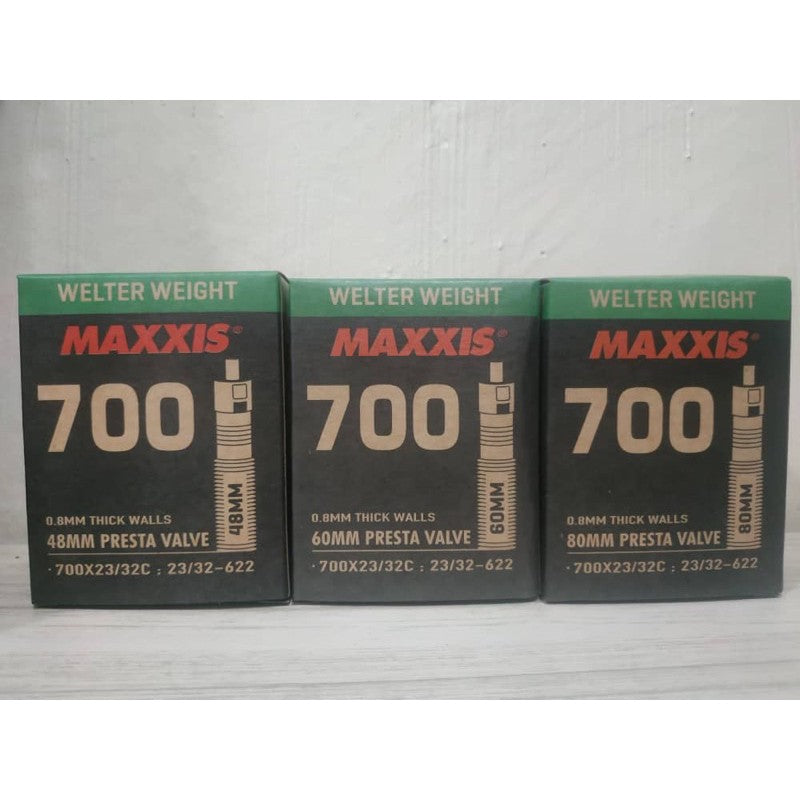 WELTER WEIGHT
MAXXIS®
700
48MM
0.8MM THICK WALLS
48MM PRESTA VALVE
·700X23/32C : 23/32-622
WELTER WEIGHT
MAXXIS®
700
60MM
0.8MM THICK WALLS
60MM PRESTA VALVE
·700X23/32C : 23/32-622
WELTER WEIGHT
MAXXIS®
700
80MM
0.8MM THICK WALLS
80MM PRESTA VALVE
·700X23/32C : 23/32-622